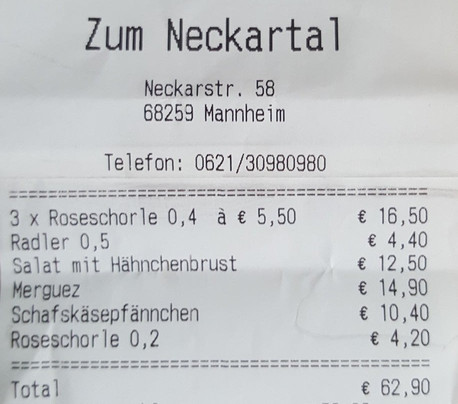 Zum Neckartal
Neckarstr. 58
68259 Mannheim
Telefon: 0621/30980980
3 x Roseschorle 0,4 à € 5,50 € 16,50
Radler 0,5 € 4,40
Salat mit Hähnchenbrust € 12,50
Merguez € 14,90
Schafskäsepfännchen € 10,40
Roseschorle 0,2 € 4,20
Total € 62,90